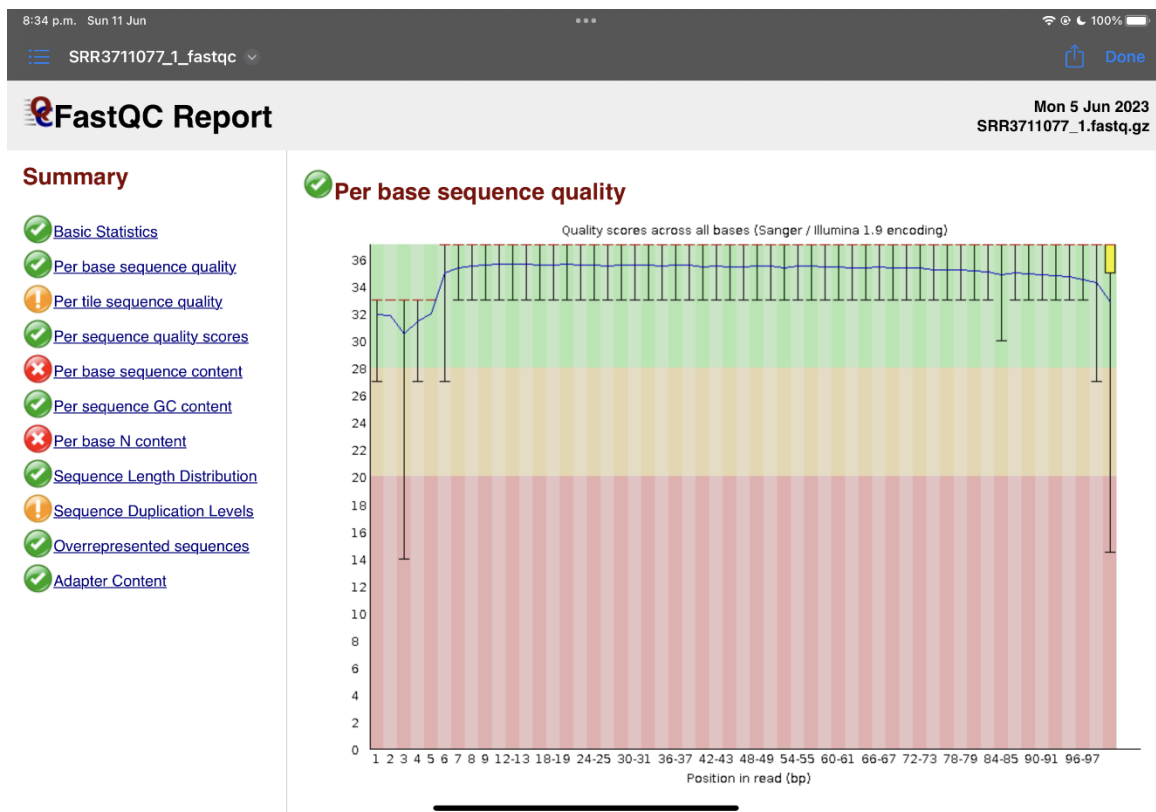 8:34 p.m. Sun 11 Jun
100%
SRR3711077_1_fastqc
Done
FastQC Report
Mon 5 Jun 2023
SRR3711077_1.fastq.gz
Summary
Basic Statistics
Per base sequence quality
Per tile sequence quality
Per sequence quality scores
Per base sequence content
Per sequence GC content
Per base N content
Sequence Length Distribution
Sequence Duplication Levels
Overrepresented sequences
Adapter Content
Per base sequence quality
Quality scores across all bases (Sanger / Illumina 1.9 encoding)
36
34
32
30
28
26
24
22
20
18
16
14
12
10
8
6
4
2
0
1 2 3 4 5 6 7 8 9 12-13 18-19 24-25 30-31 36-37 42-43 48-49 54-55 60-61 66-67 72-73 78-79 84-85 90-91 96-97
Position in read (bp)